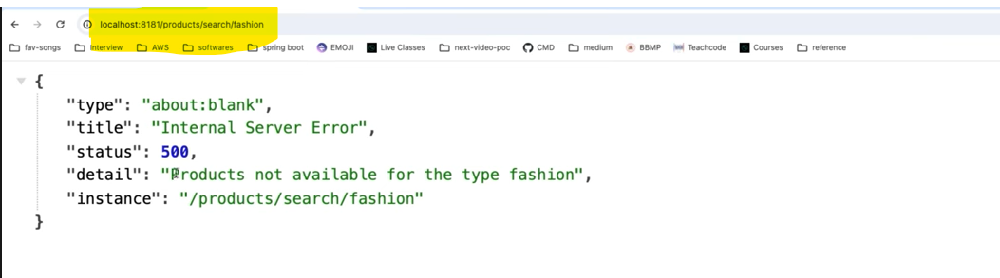 localhost:8181/products/search/fashion
fav-songs Interview AWS softwares spring boot EMOJI Live Classes next-video-poc CMD medium BBMP Teachcode Courses reference
{
"type": "about:blank",
"title": "Internal Server Error",
"status": 500,
"detail": "Products not available for the type fashion",
"instance": "/products/search/fashion"
}